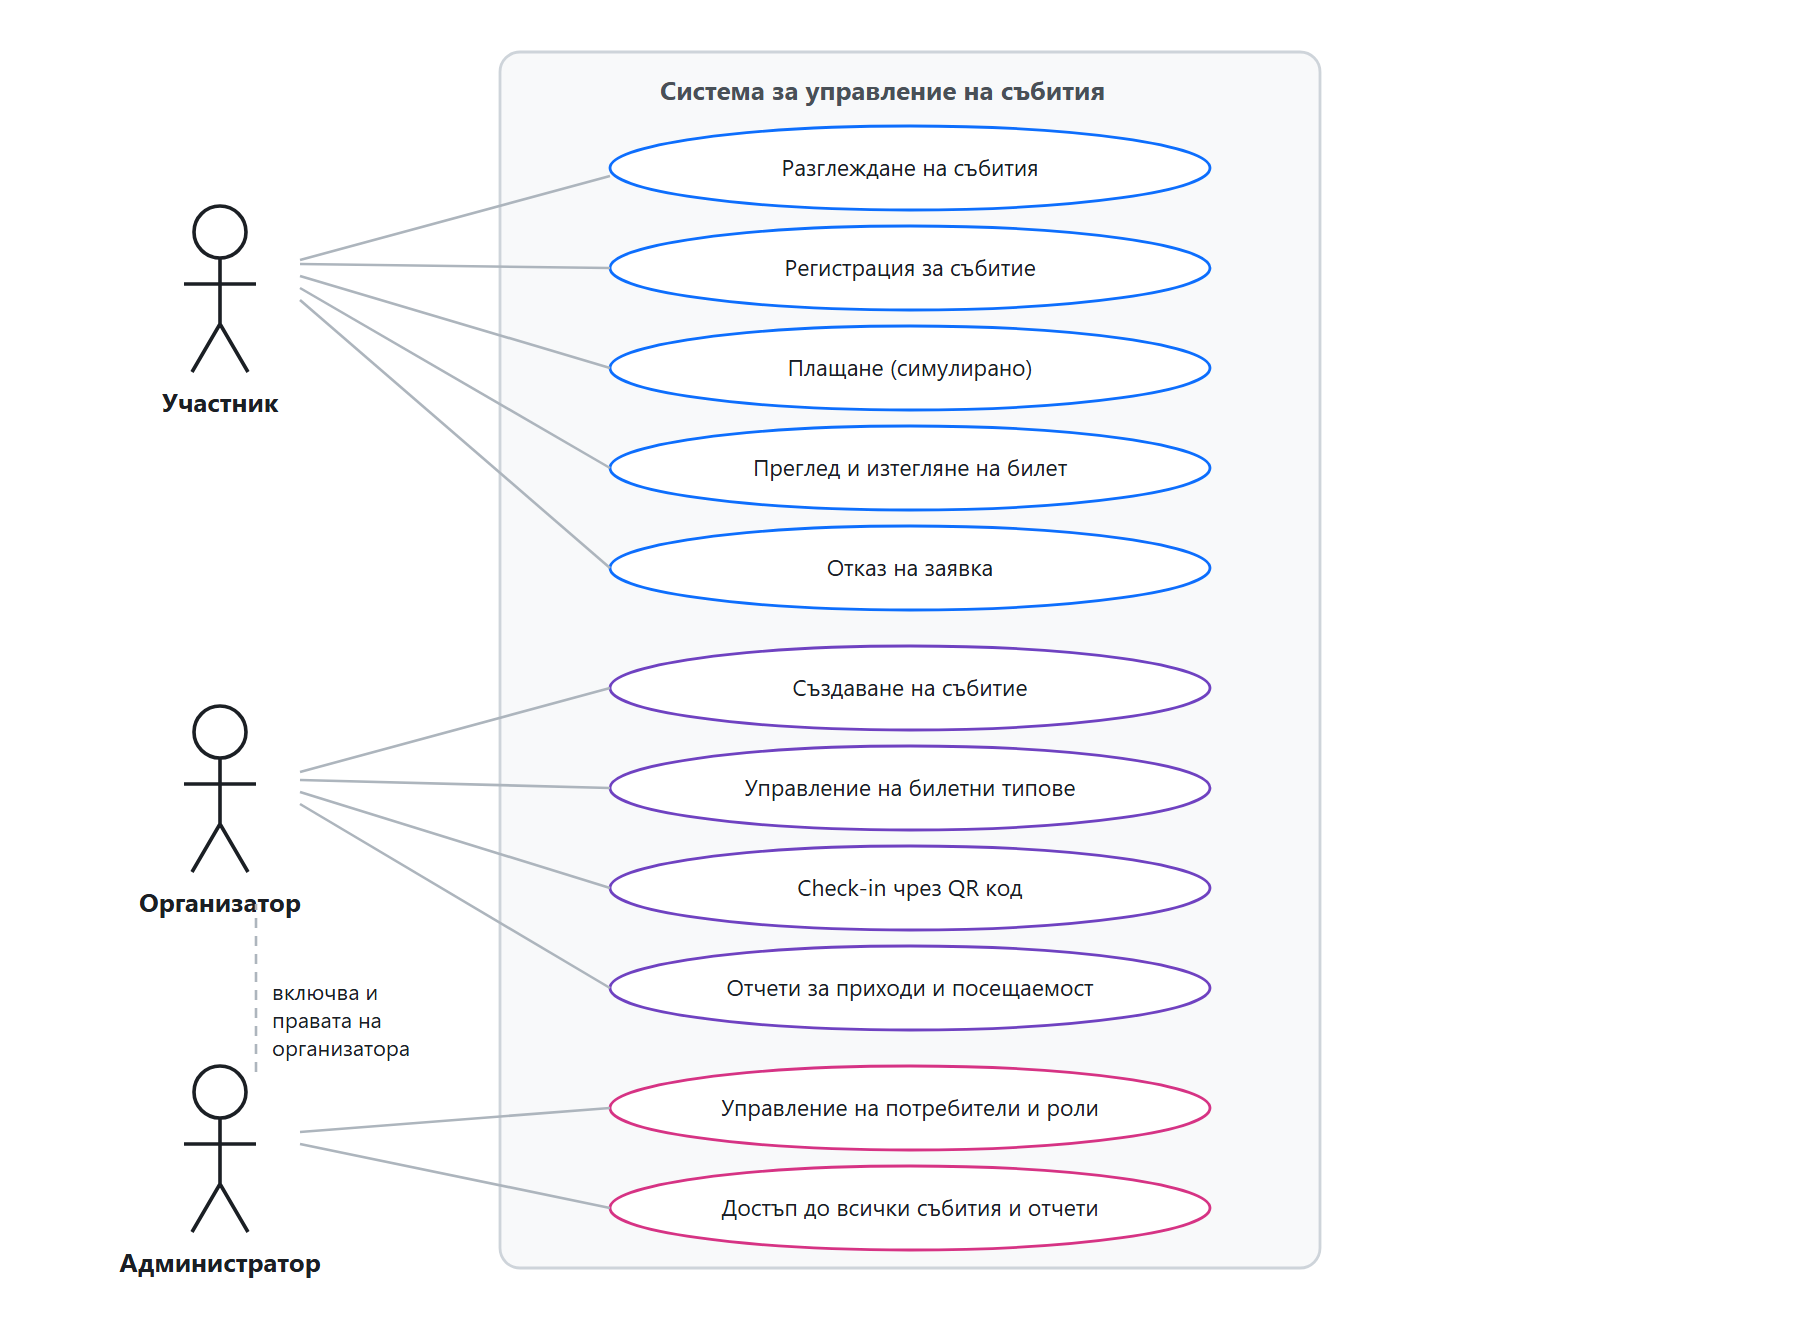 Система за управление на събития
Разглеждане на събития
Регистрация за събитие
Плащане (симулирано)
Преглед и изтегляне на билет
Отказ на заявка
Участник
Създаване на събитие
Управление на билетни типове
Check-in чрез QR код
Отчети за приходи и посещаемост
Организатор
включва и
правата на
организатора
Управление на потребители и роли
Достъп до всички събития и отчети
Администратор